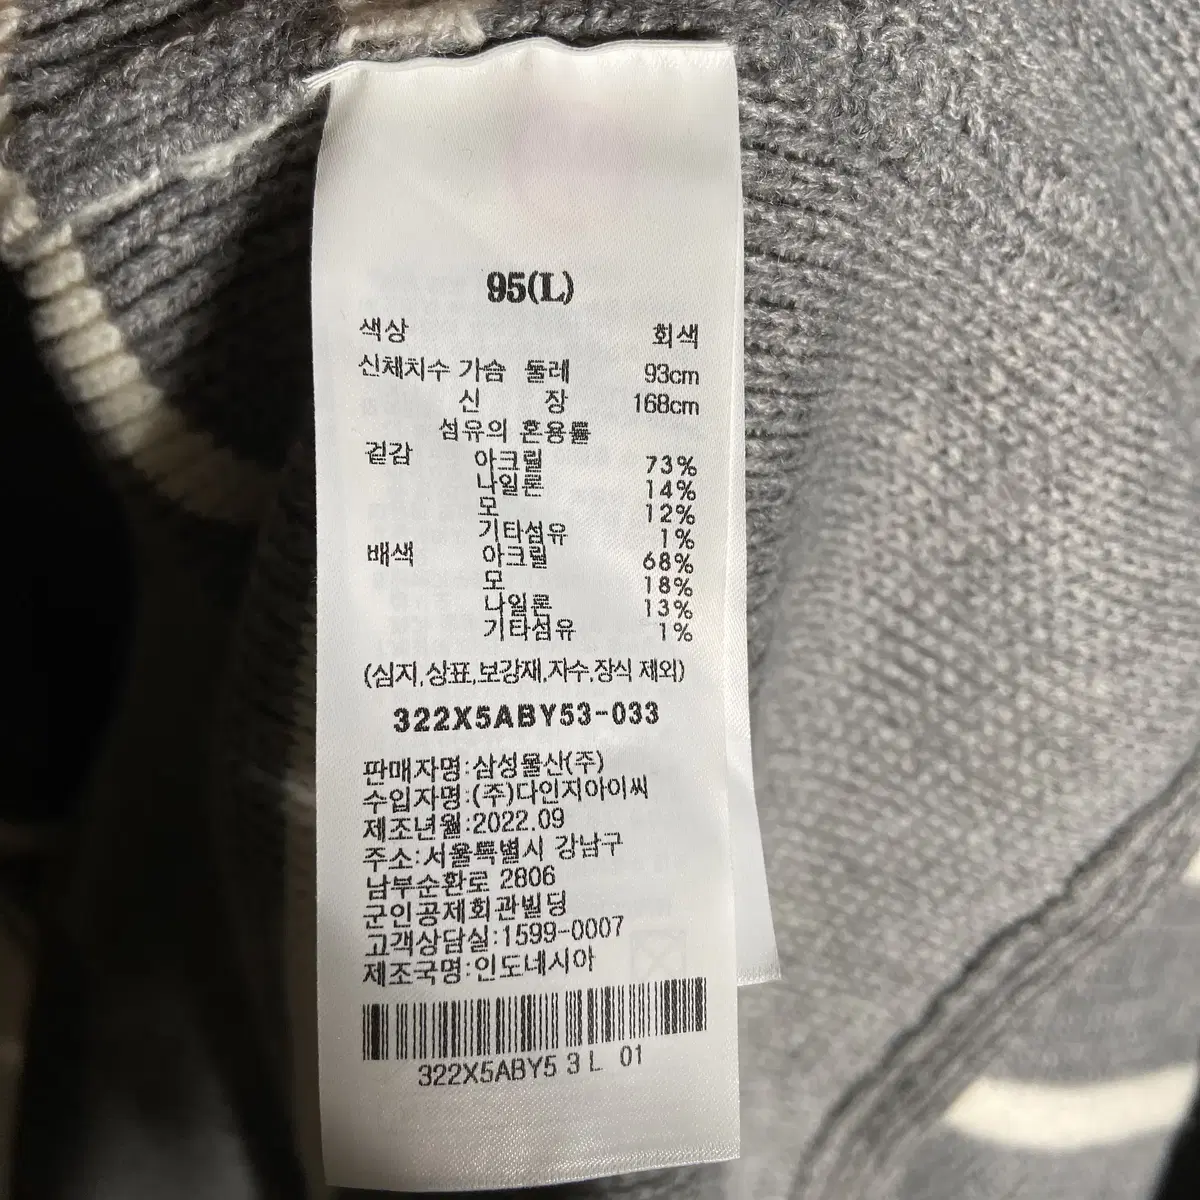 95(L)
색상 회색
신체치수 가슴 둘레 93cm
신 장 168cm
섬유의 혼용률
겉감 아크릴 73%
나일론 14%
모 12%
기타섬유 1%
배색 아크릴 68%
모 18%
나일론 13%
기타섬유 1%
(심지,상표,보강재,자수,장식 제외)
322X5ABY53-033
판매자명:삼성물산(주)
수입자명:(주)다인지아이씨
제조년월:2022.09
주소:서울특별시 강남구
남부순환로 2806
군인공제회관빌딩
고객상담실:1599-0007
제조국명:인도네시아
322X5ABY5 3 L 01